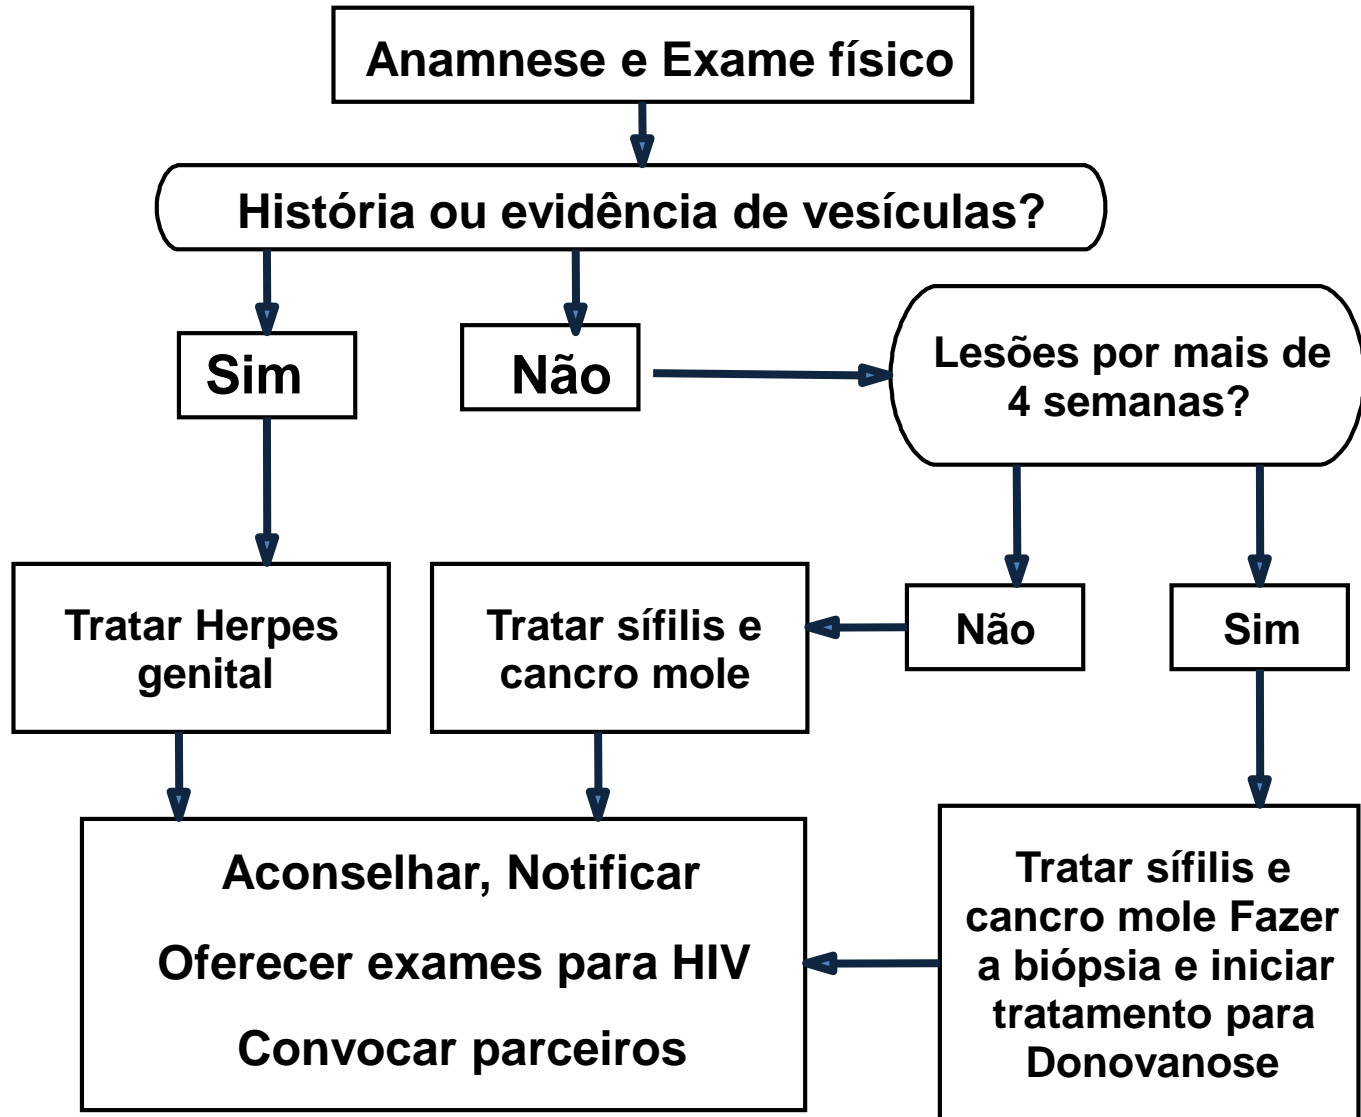 Anamnese e Exame físico
História ou evidência de vesículas?
Sim
Não
Lesões por mais de
4 semanas?
Tratar Herpes
genital
Tratar sífilis e
cancro mole
Não
Sim
Aconselhar, Notificar
Oferecer exames para HIV
Convocar parceiros
Tratar sífilis e
cancro mole Fazer
a biópsia e iniciar
tratamento para
Donovanose